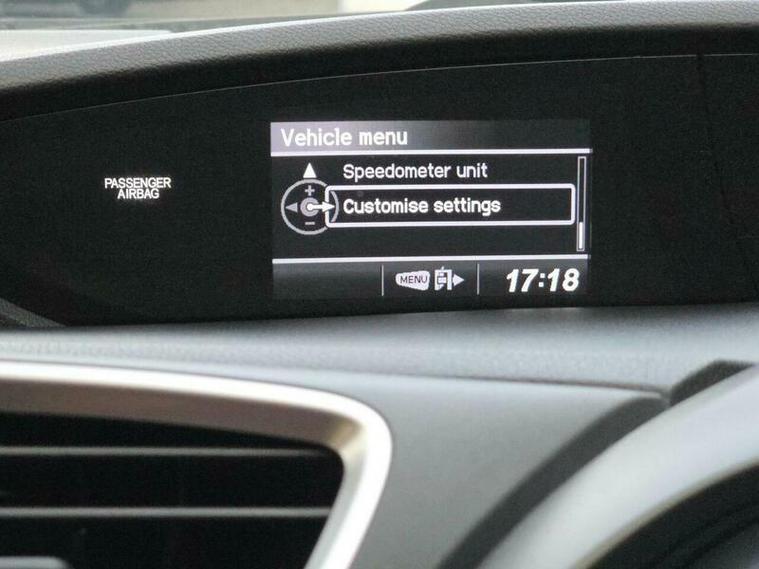 Vehicle menu
Speedometer unit
PASSENGER
AIRBAG
Customise settings
MENU
17:18